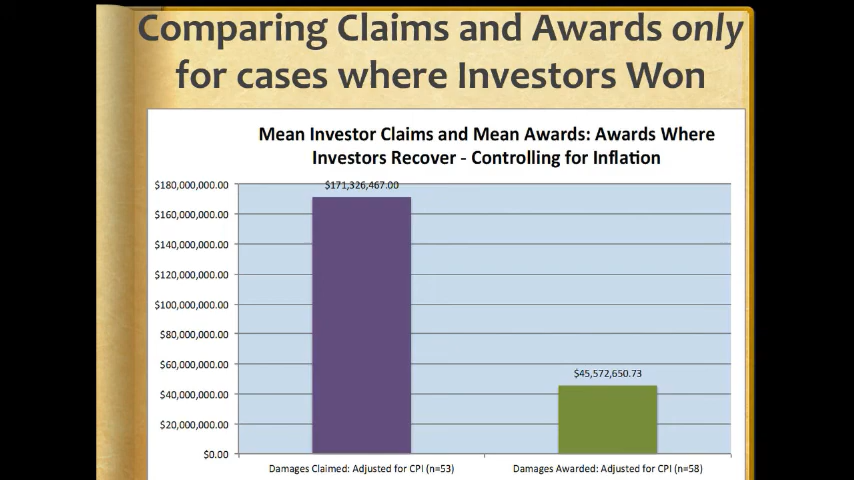 Comparing Claims and Awards only
for cases where Investors Won
Mean Investor Claims and Mean Awards: Awards Where
Investors Recover - Controlling for Inflation
$180,000,000.00
$160,000,000.00
$140,000,000.00
$120,000,000.00
$100,000,000.00
$80,000,000.00
$60,000,000.00
$40,000,000.00
$20,000,000.00
$0.00
$171,326,467.00
$45,572,650.73
Damages Claimed: Adjusted for CPI (n=53)
Damages Awarded: Adjusted for CPI (n=58)